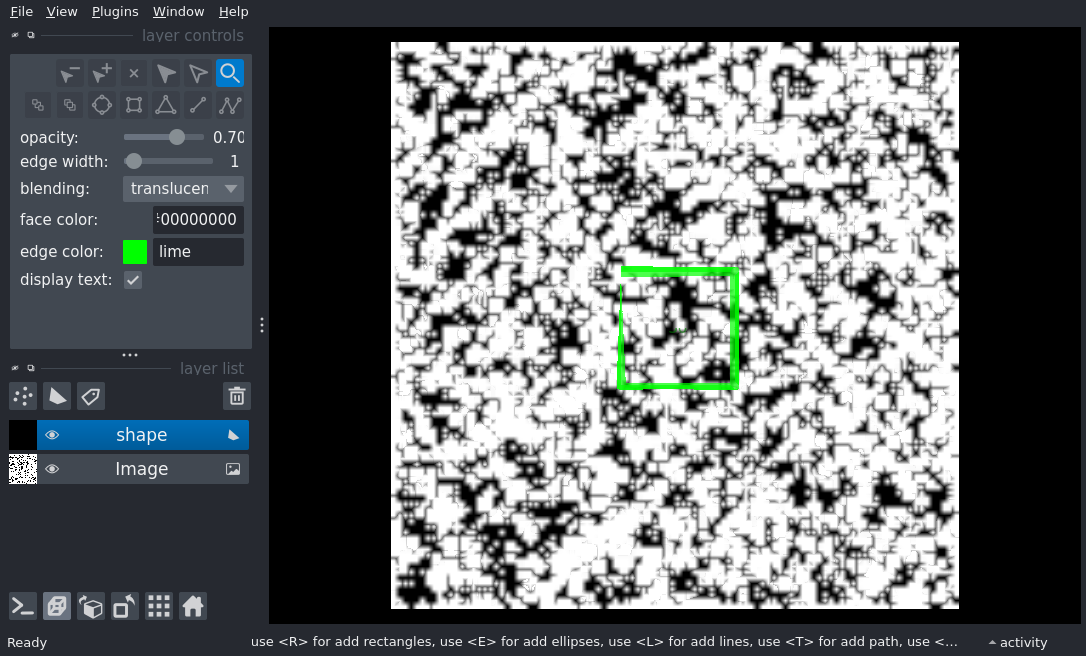 File View Plugins Window Help
layer controls
opacity: 0.70
edge width: 1
blending: translucen
face color: 00000000
edge color: lime
display text:
layer list
shape
Image
Ready use <R> for add rectangles, use <E> for add ellipses, use <L> for add lines, use <T> for add path, use <... activity